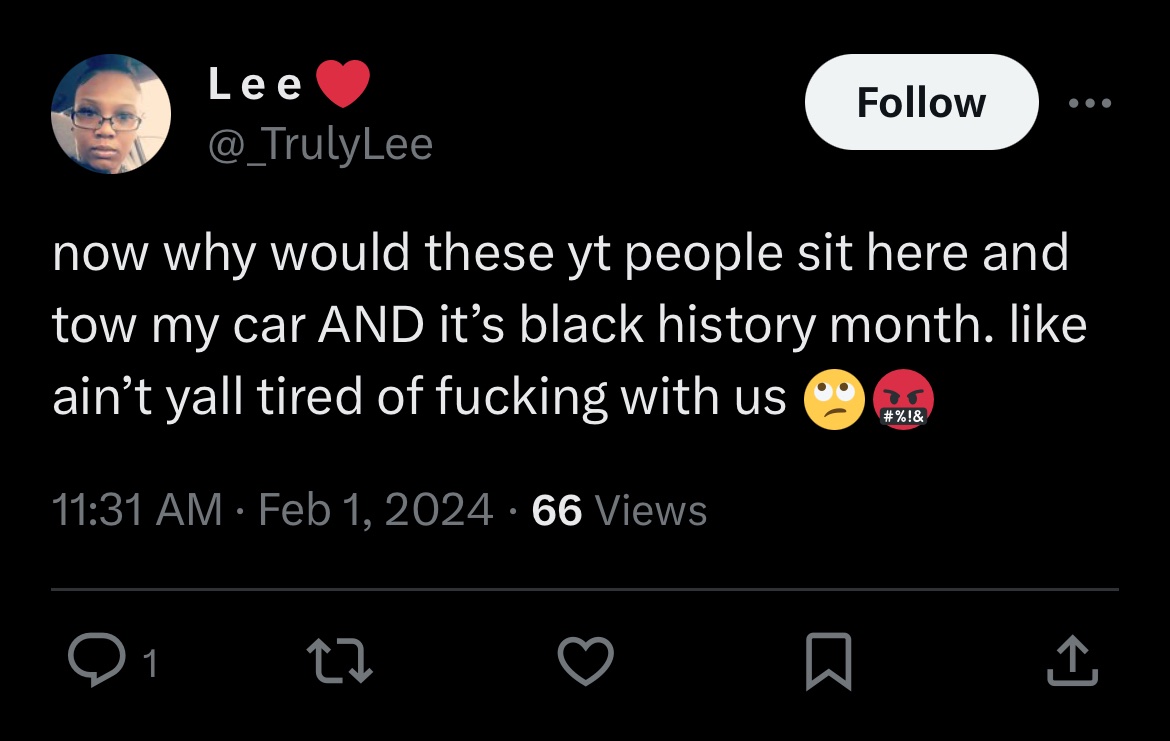 Lee❤️
@_TrulyLee
Follow
now why would these yt people sit here and
tow my car AND it’s black history month. like
ain’t yall tired of fucking with us 🙄🤬
11:31 AM · Feb 1, 2024 · 66 Views
1